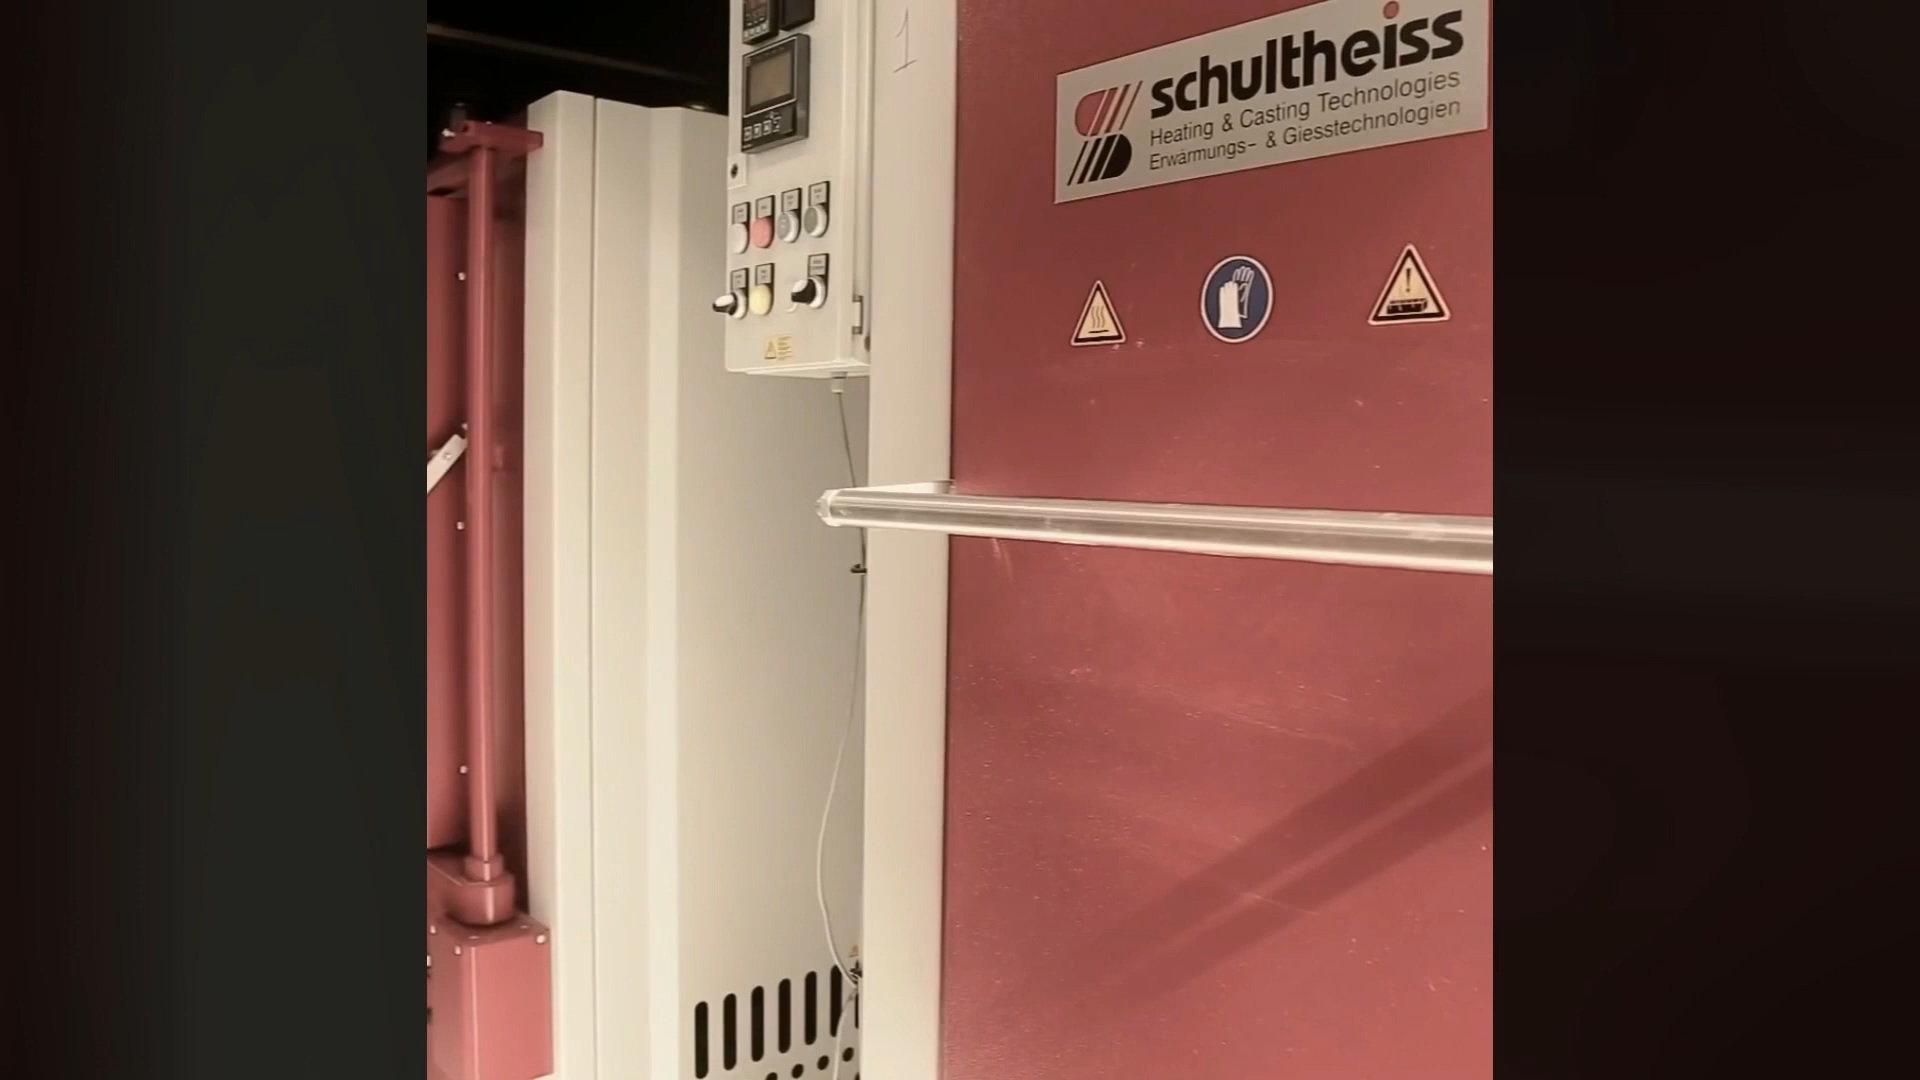 1
schultheiss
Heating & Casting Technologies
Erwärmungs- & Giesstechnologien